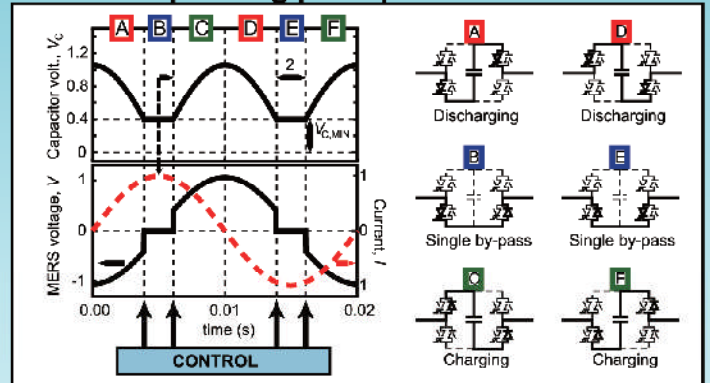 A B C D E F
Capacitor volt., VC
1.2
0.8
0.4
0
2
VC,MIN
MERS voltage, V
1
0
-1
1
0
1
Current, I
0.00 0.01 0.02
time (s)
CONTROL
A D
Discharging Discharging
B E
Single by-pass Single by-pass
C F
Charging Charging